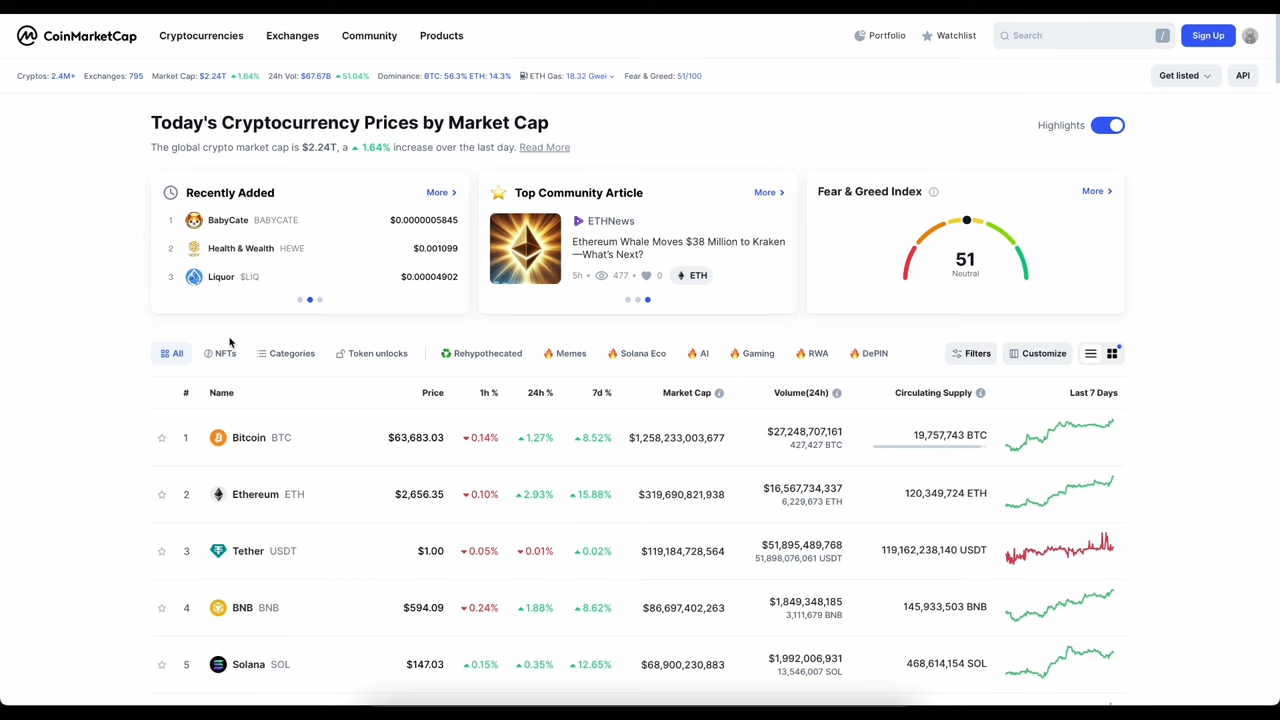 CoinMarketCap Cryptocurrencies Exchanges Community Products Portfolio Watchlist Search / Sign Up
Cryptos: 2.4M+ Exchanges: 795 Market Cap: $2.24T 1.64% 24h Vol: $67.67B 51.04% Dominance: BTC: 56.3% ETH: 14.3% ETH Gas: 18.32 Gwei Fear & Greed: 51/100 Get listed API
Today's Cryptocurrency Prices by Market Cap
Highlights
The global crypto market cap is $2.24T, a 1.64% increase over the last day. Read More
Recently Added More >
1 BabyCate BABYCATE $0.0000005845
2 Health & Wealth HEWE $0.001099
3 Liquor $LIQ $0.00004902
Top Community Article More >
ETHNews
Ethereum Whale Moves $38 Million to Kraken
—What's Next?
5h • 477 • 0 ETH
Fear & Greed Index More >
51
Neutral
All NFTs Categories Token unlocks Rehypothecated Memes Solana Eco AI Gaming RWA DePIN Filters Customize
# Name Price 1h % 24h % 7d % Market Cap Volume(24h) Circulating Supply Last 7 Days
1 Bitcoin BTC $63,683.03 0.14% 1.27% 8.52% $1,258,233,003,677 $27,248,707,161 19,757,743 BTC
427,427 BTC
2 Ethereum ETH $2,656.35 0.10% 2.93% 15.88% $319,690,821,938 $16,567,734,337 120,349,724 ETH
6,229,673 ETH
3 Tether USDT $1.00 0.05% 0.01% 0.02% $119,184,728,564 $51,895,489,768 119,162,238,140 USDT
51,898,076,061 USDT
4 BNB BNB $594.09 0.24% 1.88% 8.62% $86,697,402,263 $1,849,348,185 145,933,503 BNB
3,111,679 BNB
5 Solana SOL $147.03 0.15% 0.35% 12.65% $68,900,230,883 $1,992,006,931 468,614,154 SOL
13,546,007 SOL